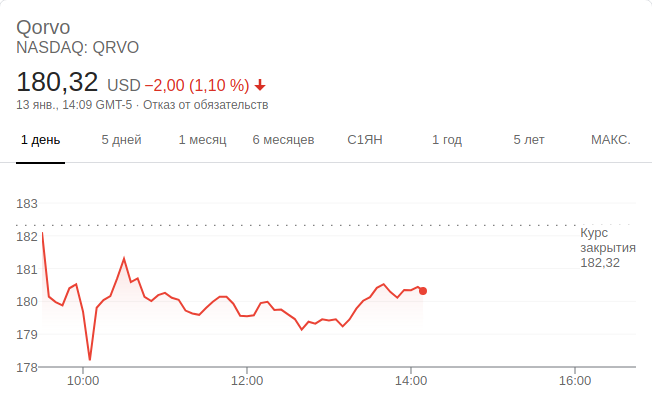 Qorvo
NASDAQ: QRVO
180,32 USD −2,00 (1,10 %)
13 янв., 14:09 GMT-5 · Отказ от обязательств
1 день 5 дней 1 месяц 6 месяцев С1ЯН 1 год 5 лет МАКС.
183
182
181
180
179
178
Курс
закрытия
182,32
10:00 12:00 14:00 16:00